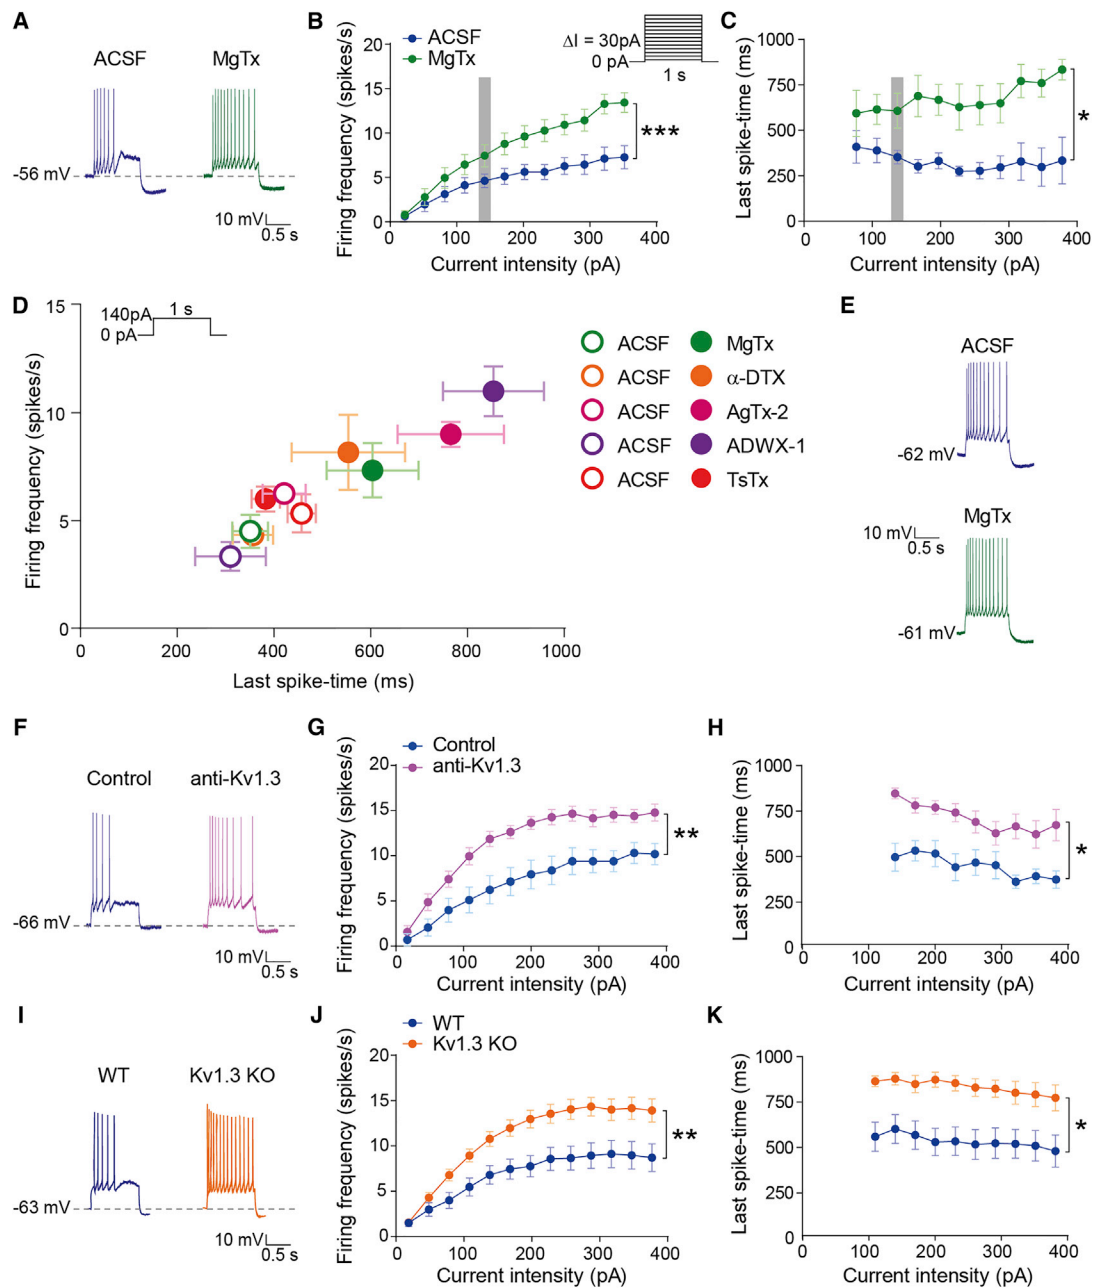 A
ACSF
MgTx
-56 mV
10 mV
0.5 s
B
ACSF
MgTx
ΔI = 30pA
0 pA
1 s
Firing frequency (spikes/s)
20
15
10
5
0
***
0 100 200 300 400
Current intensity (pA)
C
Last spike-time (ms)
1000
750
500
250
0
*
0 100 200 300 400
Current intensity (pA)
D
140pA
0 pA
1 s
Firing frequency (spikes/s)
15
10
5
0
0 200 400 600 800 1000
Last spike-time (ms)
ACSF MgTx
ACSF α-DTX
ACSF AgTx-2
ACSF ADWX-1
ACSF TsTx
E
ACSF
-62 mV
MgTx
10 mV
0.5 s
-61 mV
F
Control
anti-Kv1.3
-66 mV
10 mV
0.5 s
G
Control
anti-Kv1.3
Firing frequency (spikes/s)
20
15
10
5
0
**
0 100 200 300 400
Current intensity (pA)
H
Last spike-time (ms)
1000
750
500
250
0
*
0 100 200 300 400
Current intensity (pA)
I
WT
Kv1.3 KO
-63 mV
10 mV
0.5 s
J
WT
Kv1.3 KO
Firing frequency (spikes/s)
20
15
10
5
0
**
0 100 200 300 400
Current intensity (pA)
K
Last spike-time (ms)
1000
750
500
250
0
*
0 100 200 300 400
Current intensity (pA)